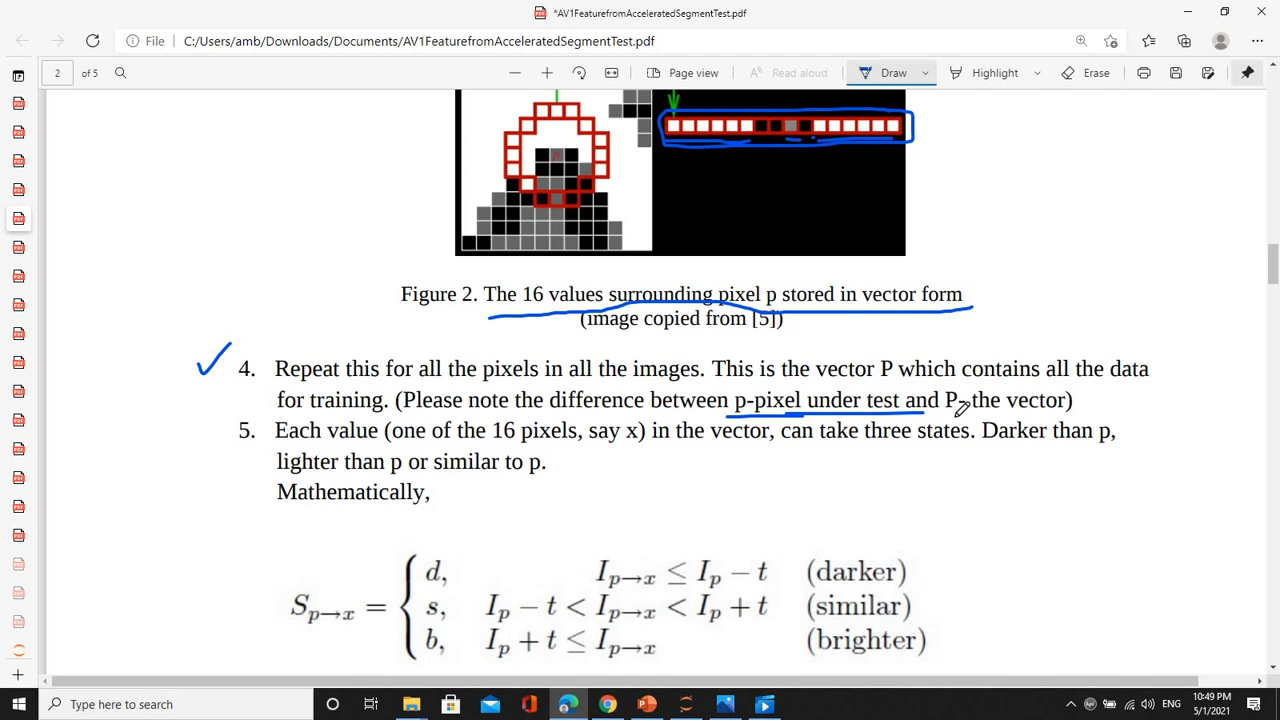 *AV1FeaturefromAcceleratedSegmentTest.pdf
File C:/Users/amb/Downloads/Documents/AV1FeaturefromAcceleratedSegmentTest.pdf
2 of 5 Page view Read aloud Draw Highlight Erase
Figure 2. The 16 values surrounding pixel p stored in vector form
(image copied from [5])
4. Repeat this for all the pixels in all the images. This is the vector P which contains all the data
for training. (Please note the difference between p-pixel under test and P- the vector)
5. Each value (one of the 16 pixels, say x) in the vector, can take three states. Darker than p,
lighter than p or similar to p.
Mathematically,
d, I_{p→x} ≤ I_p − t (darker)
S_{p→x} = { s, I_p − t < I_{p→x} < I_p + t (similar)
b, I_p + t ≤ I_{p→x} (brighter)
Type here to search
ENG
10:49 PM
5/1/2021